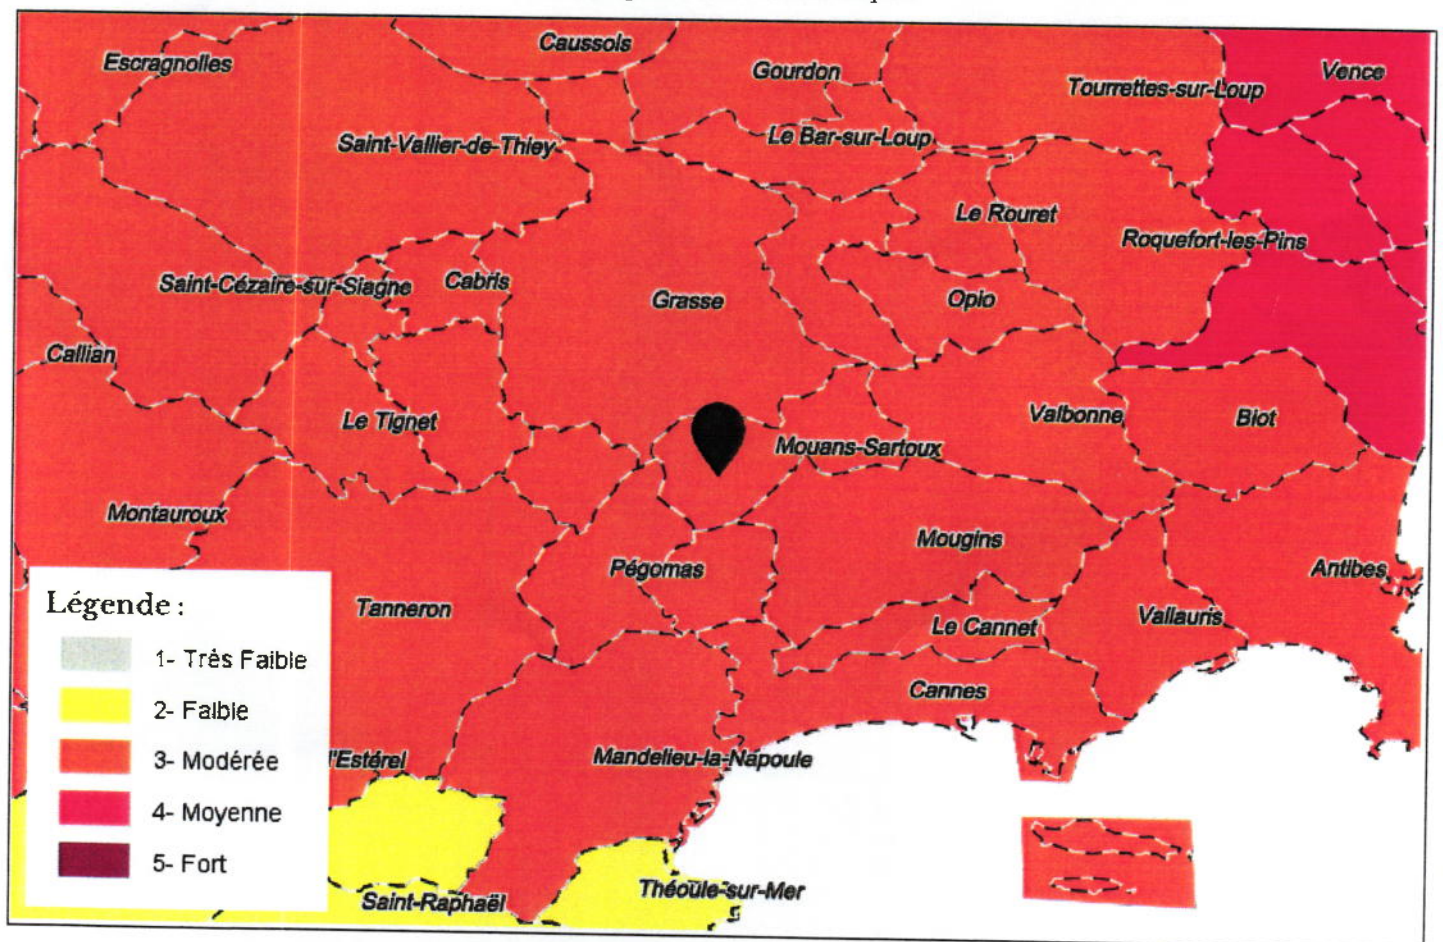 Caussols
Escragnolles
Gourdon
Vence
Tourrettes-sur-Loup
Saint-Vallier-de-Thiey
Le Bar-sur-Loup
Le Rouret
Roquefort-les-Pins
Saint-Cézaire-sur-Siagne
Cabris
Grasse
Opio
Callian
Le Tignet
Valbonne
Biot
Mouans-Sartoux
Montauroux
Mougins
Pégomas
Antibes
Tanneron
Le Cannet
Vallauris
Cannes
l'Estérel
Mandelieu-la-Napoule
Saint-Raphaël
Théoule-sur-Mer
Légende :
1- Très Faible
2- Faible
3- Modérée
4- Moyenne
5- Fort